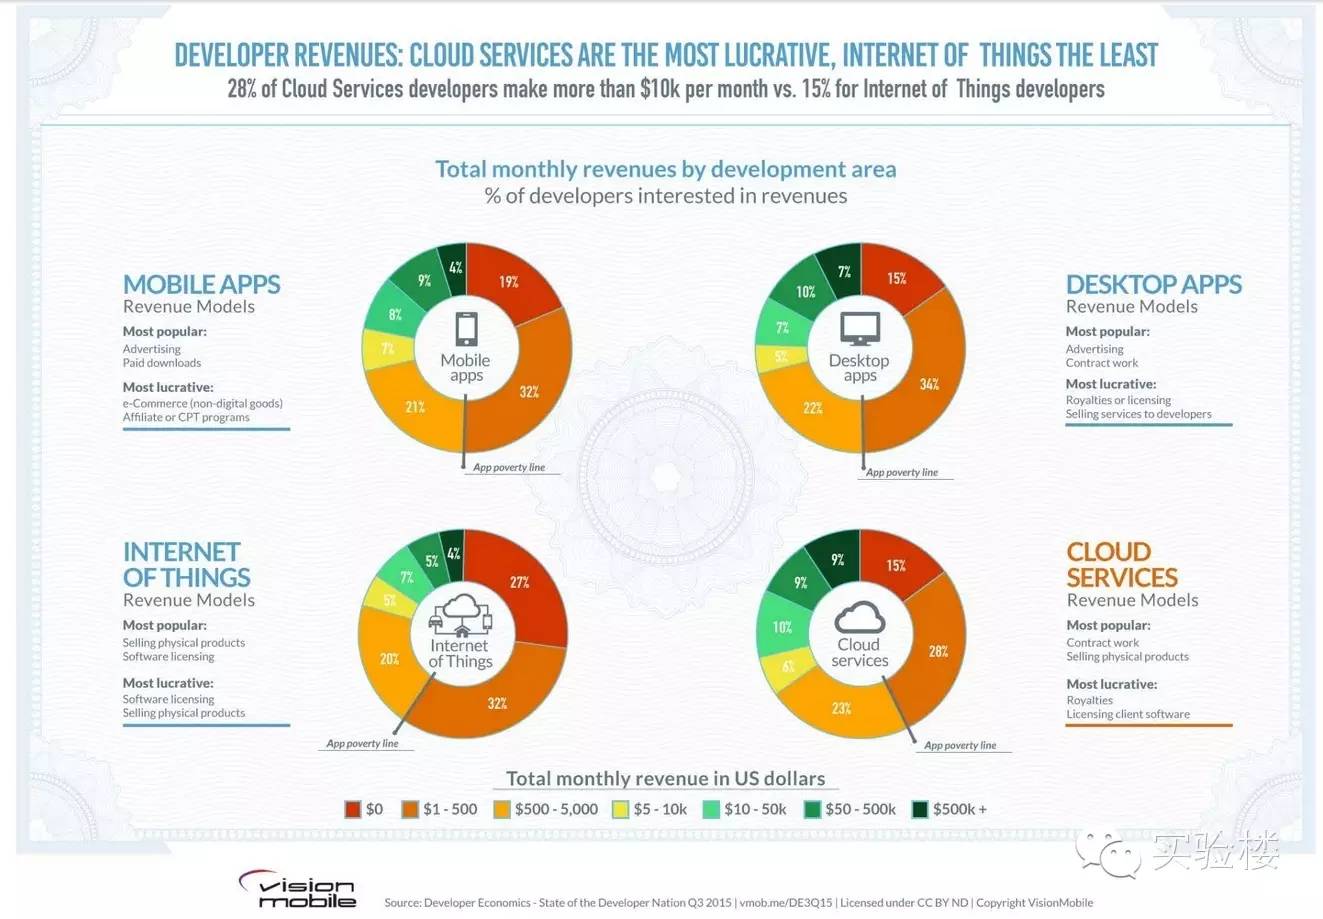 DEVELOPER REVENUES: CLOUD SERVICES ARE THE MOST LUCRATIVE, INTERNET OF THINGS THE LEAST
28% of Cloud Services developers make more than $10k per month vs. 15% for Internet of Things developers
Total monthly revenues by development area
% of developers interested in revenues
MOBILE APPS
Revenue Models
Most popular:
Advertising
Paid downloads
Most lucrative:
e-Commerce (non-digital goods)
Affiliate or CPT programs
4%
19%
9%
8%
7%
21%
32%
Mobile
apps
App poverty line
7%
15%
10%
7%
5%
22%
34%
Desktop
apps
App poverty line
DESKTOP APPS
Revenue Models
Most popular:
Advertising
Contract work
Most lucrative:
Royalties or licensing
Selling services to developers
INTERNET
OF THINGS
Revenue Models
Most popular:
Selling physical products
Software licensing
Most lucrative:
Software licensing
Selling physical products
4%
27%
5%
7%
5%
20%
32%
Internet
of Things
App poverty line
9%
15%
9%
10%
6%
23%
28%
Cloud
services
App poverty line
CLOUD
SERVICES
Revenue Models
Most popular:
Contract work
Selling physical products
Most lucrative:
Royalties
Licensing client software
Total monthly revenue in US dollars
$0 $1 - 500 $500 - 5,000 $5 - 10k $10 - 50k $50 - 500k $500k +
实验楼
vision
mobile
Source: Developer Economics - State of the Developer Nation Q3 2015 | vmob.me/DE3Q15 | Licensed under CC BY ND | Copyright VisionMobile